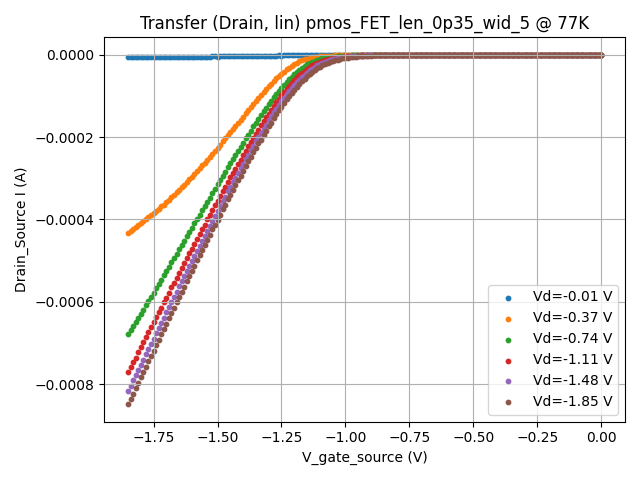 Transfer (Drain, lin) pmos_FET_len_0p35_wid_5 @ 77K
0.0000
−0.0002
−0.0004
−0.0006
−0.0008
Drain_Source I (A)
Vd=-0.01 V
Vd=-0.37 V
Vd=-0.74 V
Vd=-1.11 V
Vd=-1.48 V
Vd=-1.85 V
−1.75 −1.50 −1.25 −1.00 −0.75 −0.50 −0.25 0.00
V_gate_source (V)